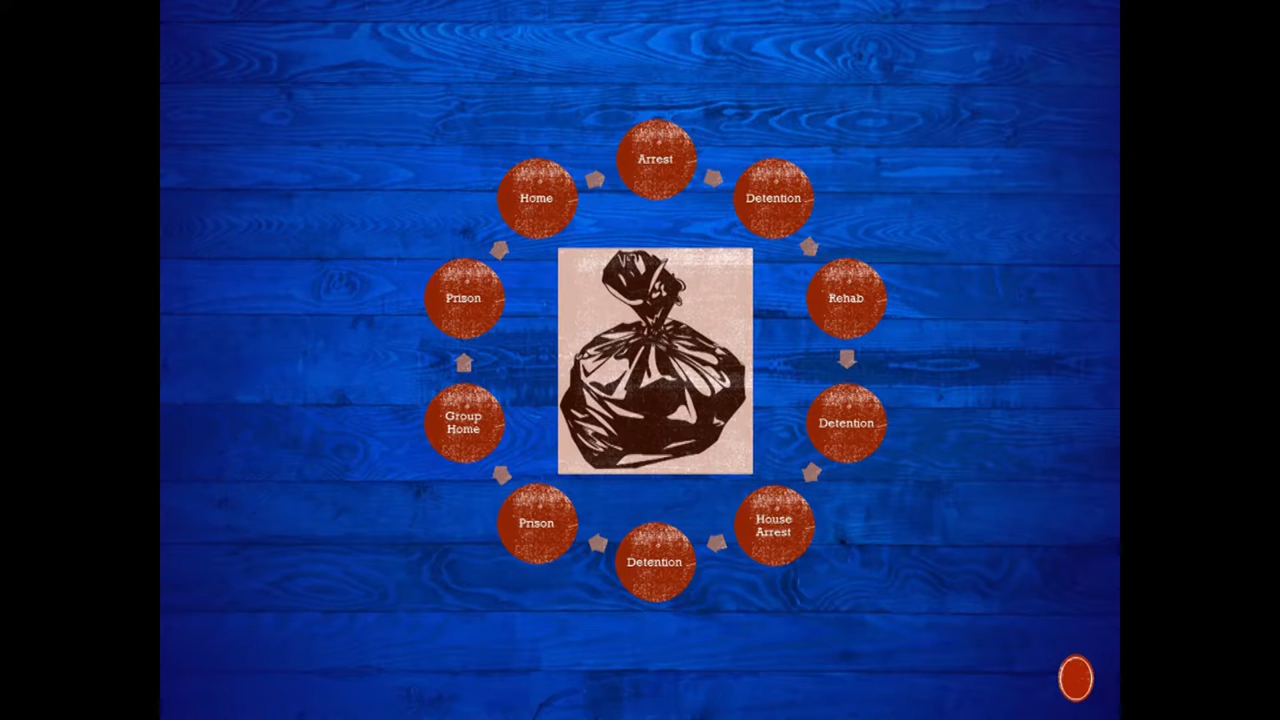 Arrest
Detention
Rehab
Detention
House
Arrest
Detention
Prison
Group
Home
Prison
Home